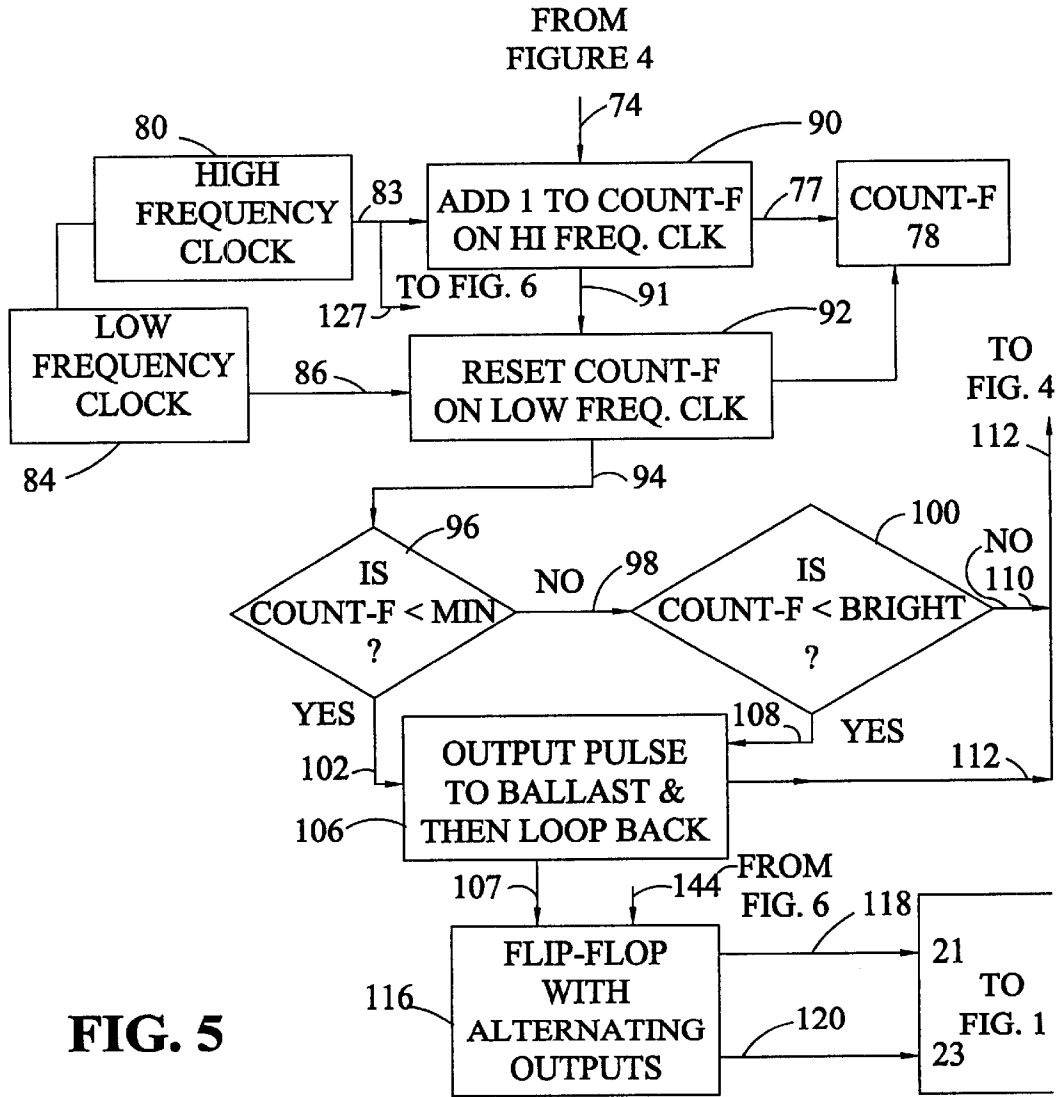 FROM
FIGURE 4
74
80
90
HIGH
FREQUENCY
CLOCK
83
ADD 1 TO COUNT-F
ON HI FREQ. CLK
77
COUNT-F
78
TO FIG. 6
127
91
92
LOW
FREQUENCY
CLOCK
86
RESET COUNT-F
ON LOW FREQ. CLK
TO
FIG. 4
112
84
94
96
100
IS
COUNT-F < MIN
?
NO
98
IS
COUNT-F < BRIGHT
?
NO
110
YES
102
108
YES
OUTPUT PULSE
TO BALLAST &
THEN LOOP BACK
112
106
107
144
FROM
FIG. 6
118
FLIP-FLOP
WITH
ALTERNATING
OUTPUTS
116
120
21
TO
FIG. 1
23
FIG. 5